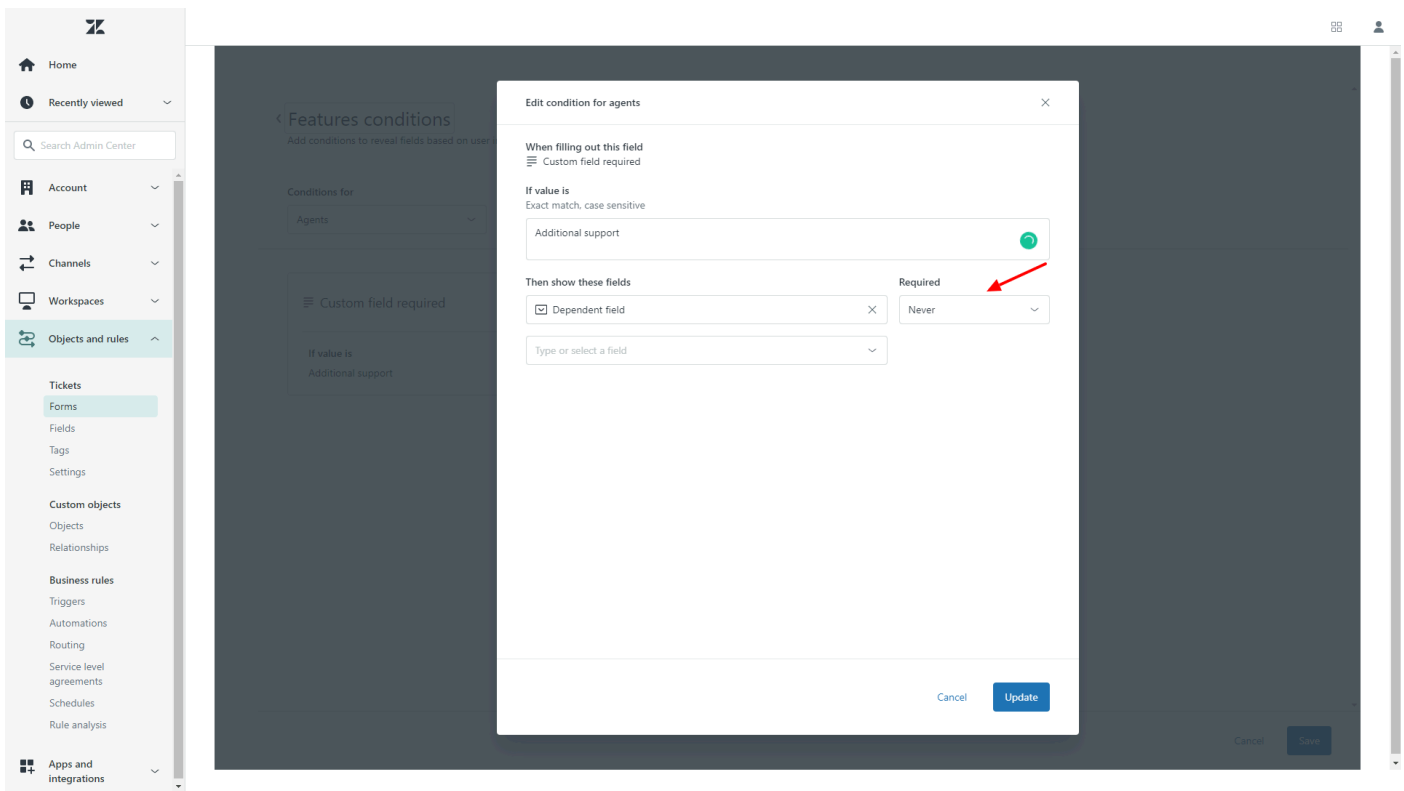 Home
Recently viewed
Search Admin Center
Account
People
Channels
Workspaces
Objects and rules
Tickets
Forms
Fields
Tags
Settings
Custom objects
Objects
Relationships
Business rules
Triggers
Automations
Routing
Service level
agreements
Schedules
Rule analysis
Apps and
integrations
Features conditions
Add conditions to reveal fields based on user
Conditions for
Agents
Custom field required
If value is
Additional support
Edit condition for agents
When filling out this field
Custom field required
If value is
Exact match, case sensitive
Additional support
Then show these fields
Required
Dependent field
Never
Type or select a field
Cancel
Update
Cancel
Save